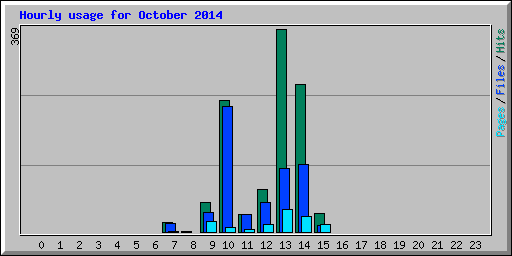 Hourly usage for October 2014
369
Pages/Files/Hits
0 1 2 3 4 5 6 7 8 9 10 11 12 13 14 15 16 17 18 19 20 21 22 23